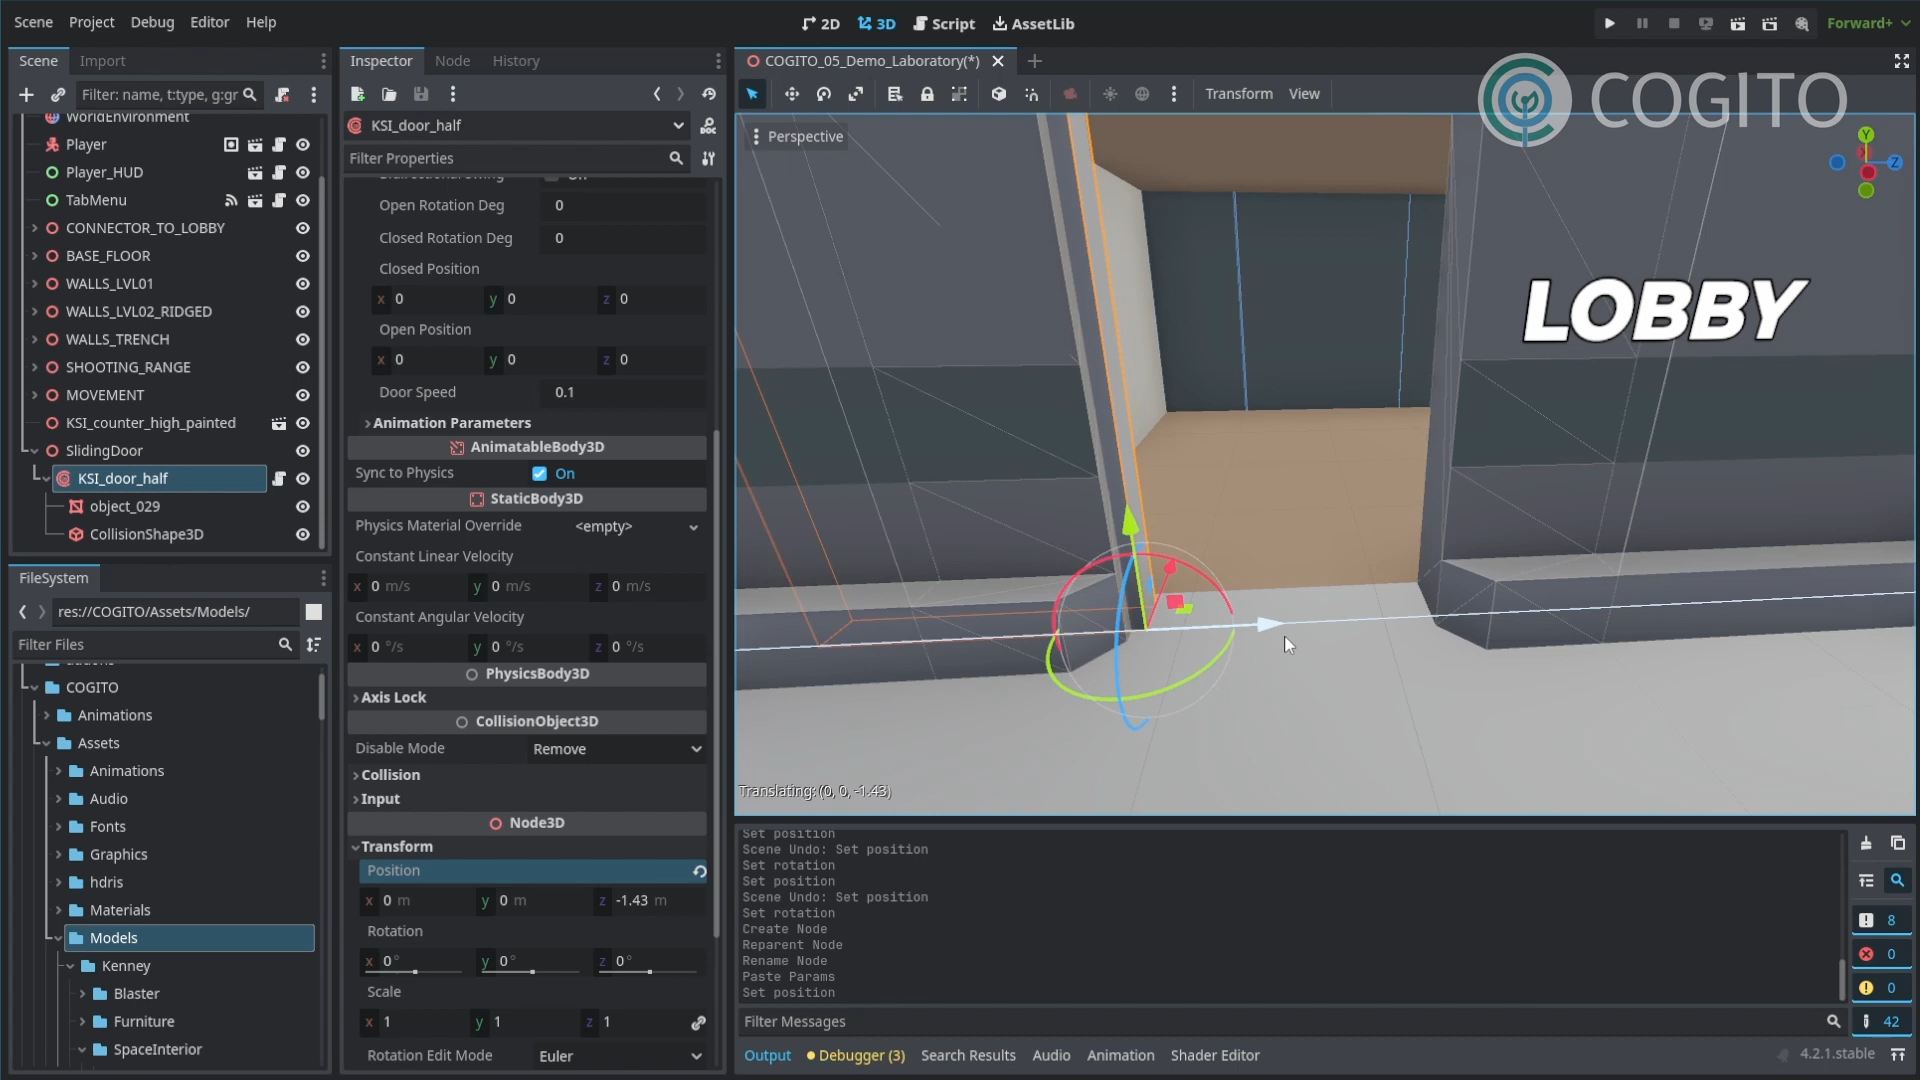 Scene Project Debug Editor Help
2D 3D Script AssetLib
Forward+
Scene Import
Filter: name, t:type, g:gr
WorldEnvironment
Player
Player_HUD
TabMenu
CONNECTOR_TO_LOBBY
BASE_FLOOR
WALLS_LVL01
WALLS_LVL02_RIDGED
WALLS_TRENCH
SHOOTING_RANGE
MOVEMENT
KSI_counter_high_painted
SlidingDoor
KSI_door_half
object_029
CollisionShape3D
FileSystem
res://COGITO/Assets/Models/
Filter Files
addons
COGITO
Animations
Assets
Animations
Audio
Fonts
Graphics
hdris
Materials
Models
Kenney
Blaster
Furniture
SpaceInterior
Inspector Node History
KSI_door_half
Filter Properties
Bidirectional Swing On
Open Rotation Deg 0
Closed Rotation Deg 0
Closed Position
x 0 y 0 z 0
Open Position
x 0 y 0 z 0
Door Speed 0.1
Animation Parameters
AnimatableBody3D
Sync to Physics On
StaticBody3D
Physics Material Override <empty>
Constant Linear Velocity
x 0 m/s y 0 m/s z 0 m/s
Constant Angular Velocity
x 0 °/s y 0 °/s z 0 °/s
PhysicsBody3D
Axis Lock
CollisionObject3D
Disable Mode Remove
Collision
Input
Node3D
Transform
Position
x 0 m y 0 m z -1.43 m
Rotation
x 0° y 0° z 0°
Scale
x 1 y 1 z 1
Rotation Edit Mode Euler
COGITO_05_Demo_Laboratory(*)
Transform View
COGITO
Perspective
Y
X
Z
LOBBY
Translating: (0, 0, -1.43)
Set position
Scene Undo: Set position
Set rotation
Set position
Scene Undo: Set position
Set rotation
Create Node
Reparent Node
Rename Node
Paste Params
Set position
8
0
0
42
Filter Messages
Output Debugger (3) Search Results Audio Animation Shader Editor
4.2.1.stable